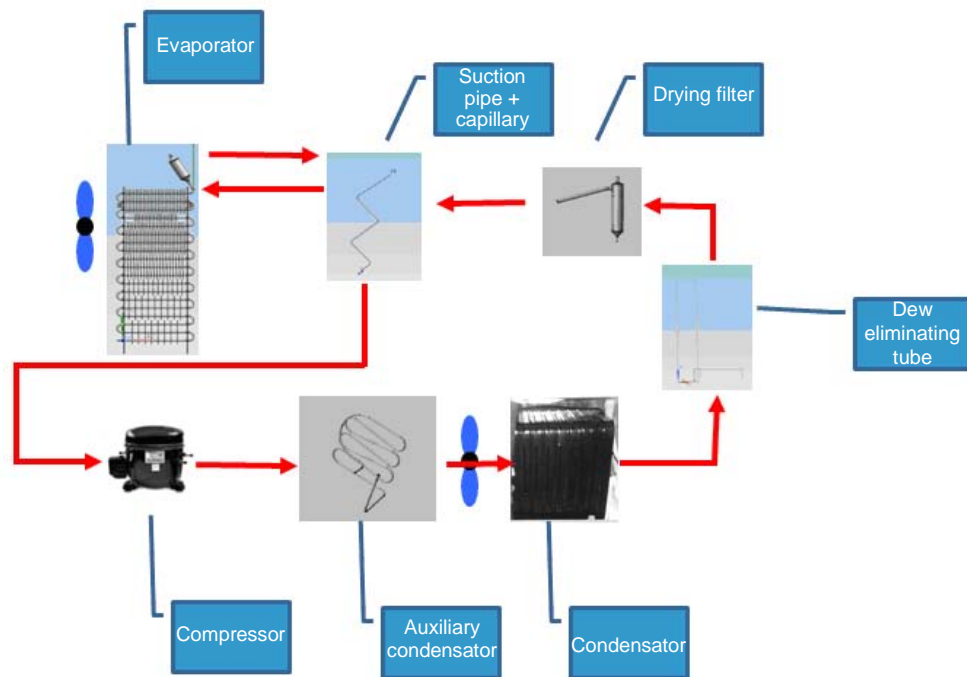 Evaporator
Suction
pipe +
capillary
Drying filter
Dew
eliminating
tube
Compressor
Auxiliary
condensator
Condensator